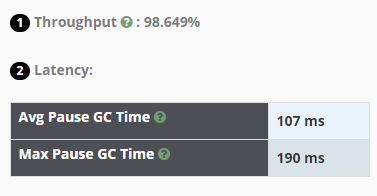 1 Throughput ? : 98.649%
2 Latency:
Avg Pause GC Time ? 107 ms
Max Pause GC Time ? 190 ms